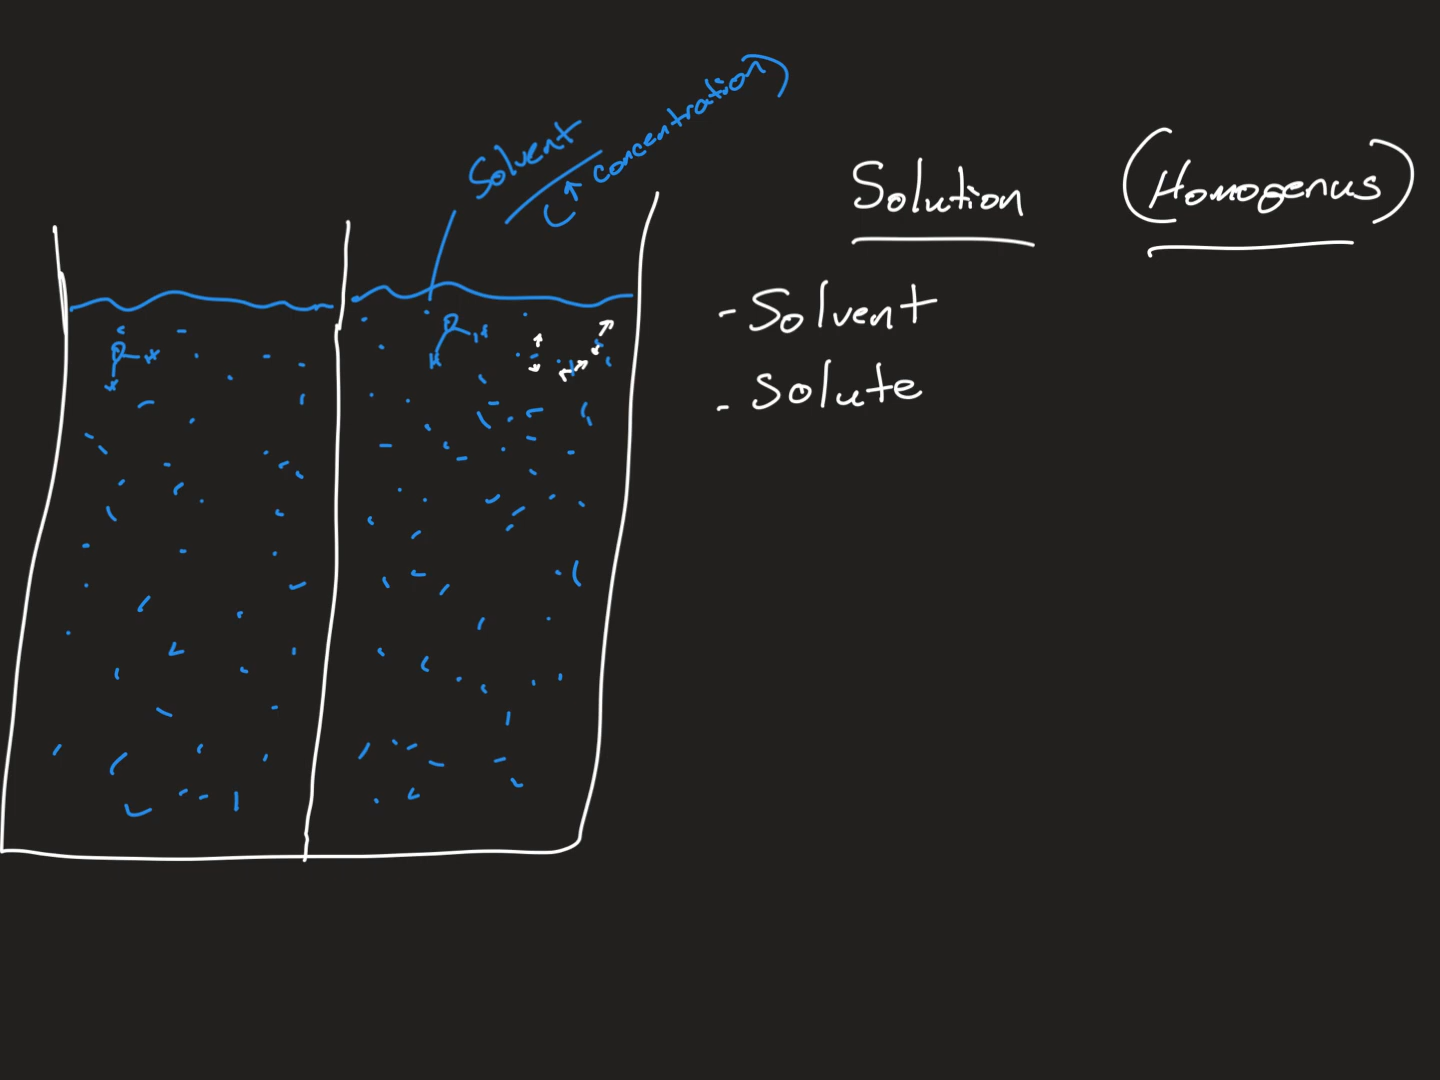 Solvent
↑ concentration
Solution (Homogenus)
- Solvent
- Solute
O H
H
O H
H